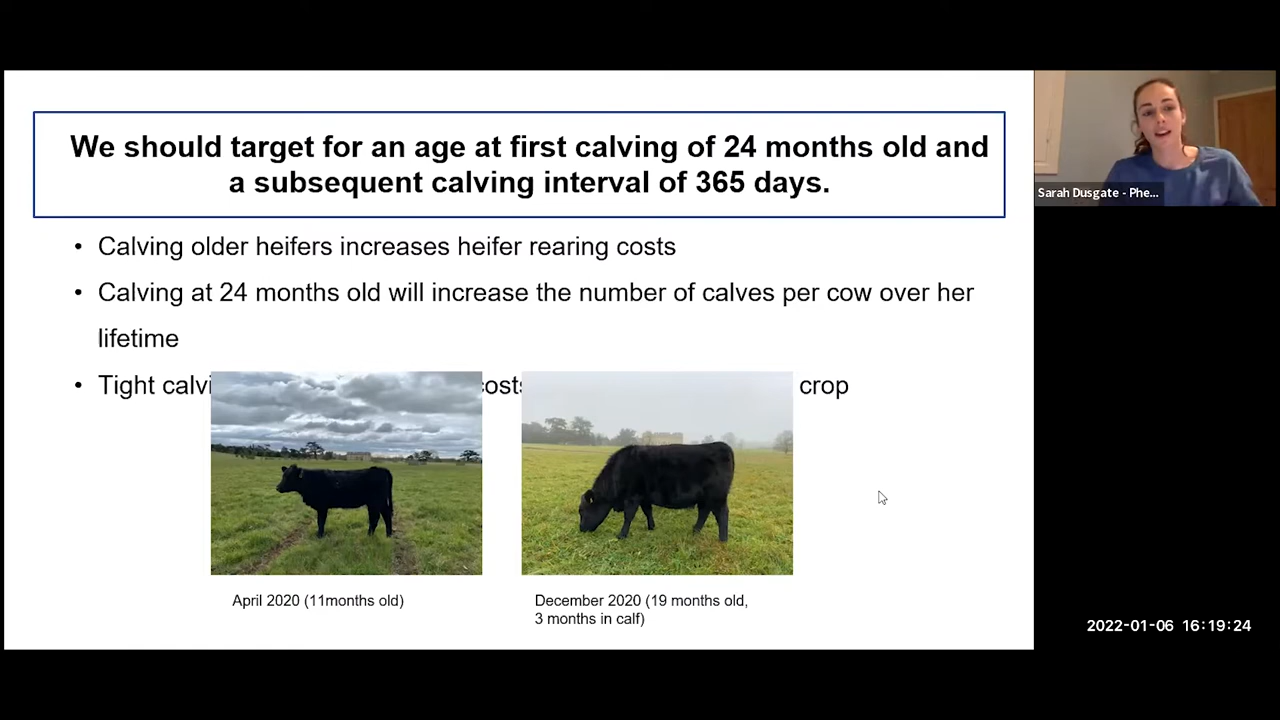 We should target for an age at first calving of 24 months old and
a subsequent calving interval of 365 days.
• Calving older heifers increases heifer rearing costs
• Calving at 24 months old will increase the number of calves per cow over her
lifetime
• Tight crop
April 2020 (11months old)
December 2020 (19 months old,
3 months in calf)
Sarah Dusgate - Phe...
2022-01-06 16:19:24